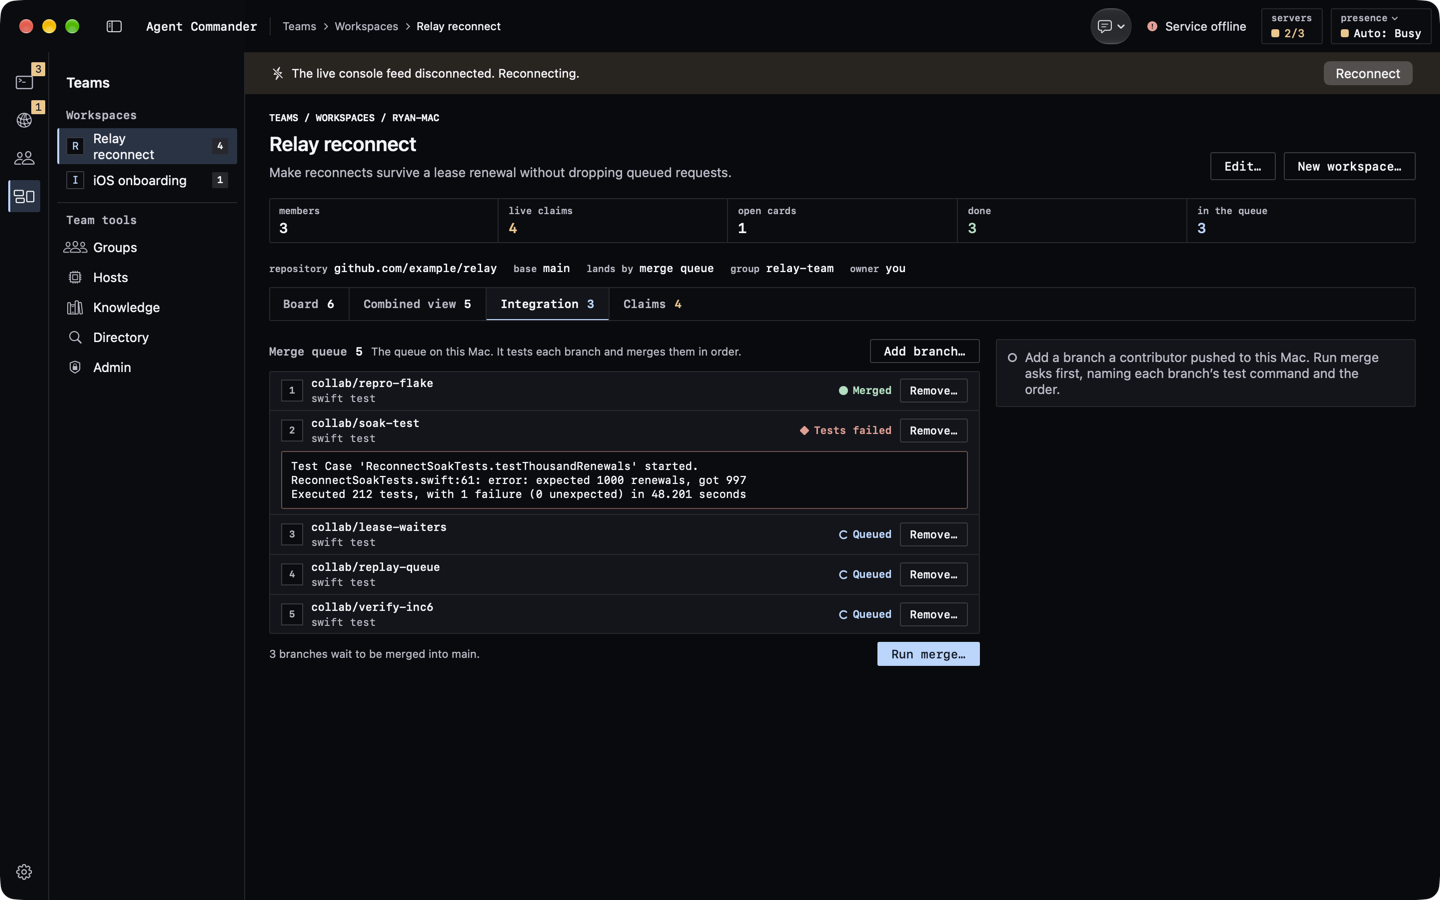 Agent Commander
Teams > Workspaces > Relay reconnect
Service offline
servers
2/3
presence
Auto: Busy
3
1
Teams
Workspaces
R Relay reconnect 4
I iOS onboarding 1
Team tools
Groups
Hosts
Knowledge
Directory
Admin
The live console feed disconnected. Reconnecting.
Reconnect
TEAMS / WORKSPACES / RYAN-MAC
Relay reconnect
Make reconnects survive a lease renewal without dropping queued requests.
Edit…
New workspace…
members
3
live claims
4
open cards
1
done
3
in the queue
3
repository github.com/example/relay base main lands by merge queue group relay-team owner you
Board 6
Combined view 5
Integration 3
Claims 4
Merge queue 5 The queue on this Mac. It tests each branch and merges them in order.
Add branch…
1 collab/repro-flake
swift test
Merged
Remove…
2 collab/soak-test
swift test
Tests failed
Remove…
Test Case 'ReconnectSoakTests.testThousandRenewals' started.
ReconnectSoakTests.swift:61: error: expected 1000 renewals, got 997
Executed 212 tests, with 1 failure (0 unexpected) in 48.201 seconds
3 collab/lease-waiters
swift test
Queued
Remove…
4 collab/replay-queue
swift test
Queued
Remove…
5 collab/verify-inc6
swift test
Queued
Remove…
3 branches wait to be merged into main.
Run merge…
Add a branch a contributor pushed to this Mac. Run merge
asks first, naming each branch's test command and the
order.